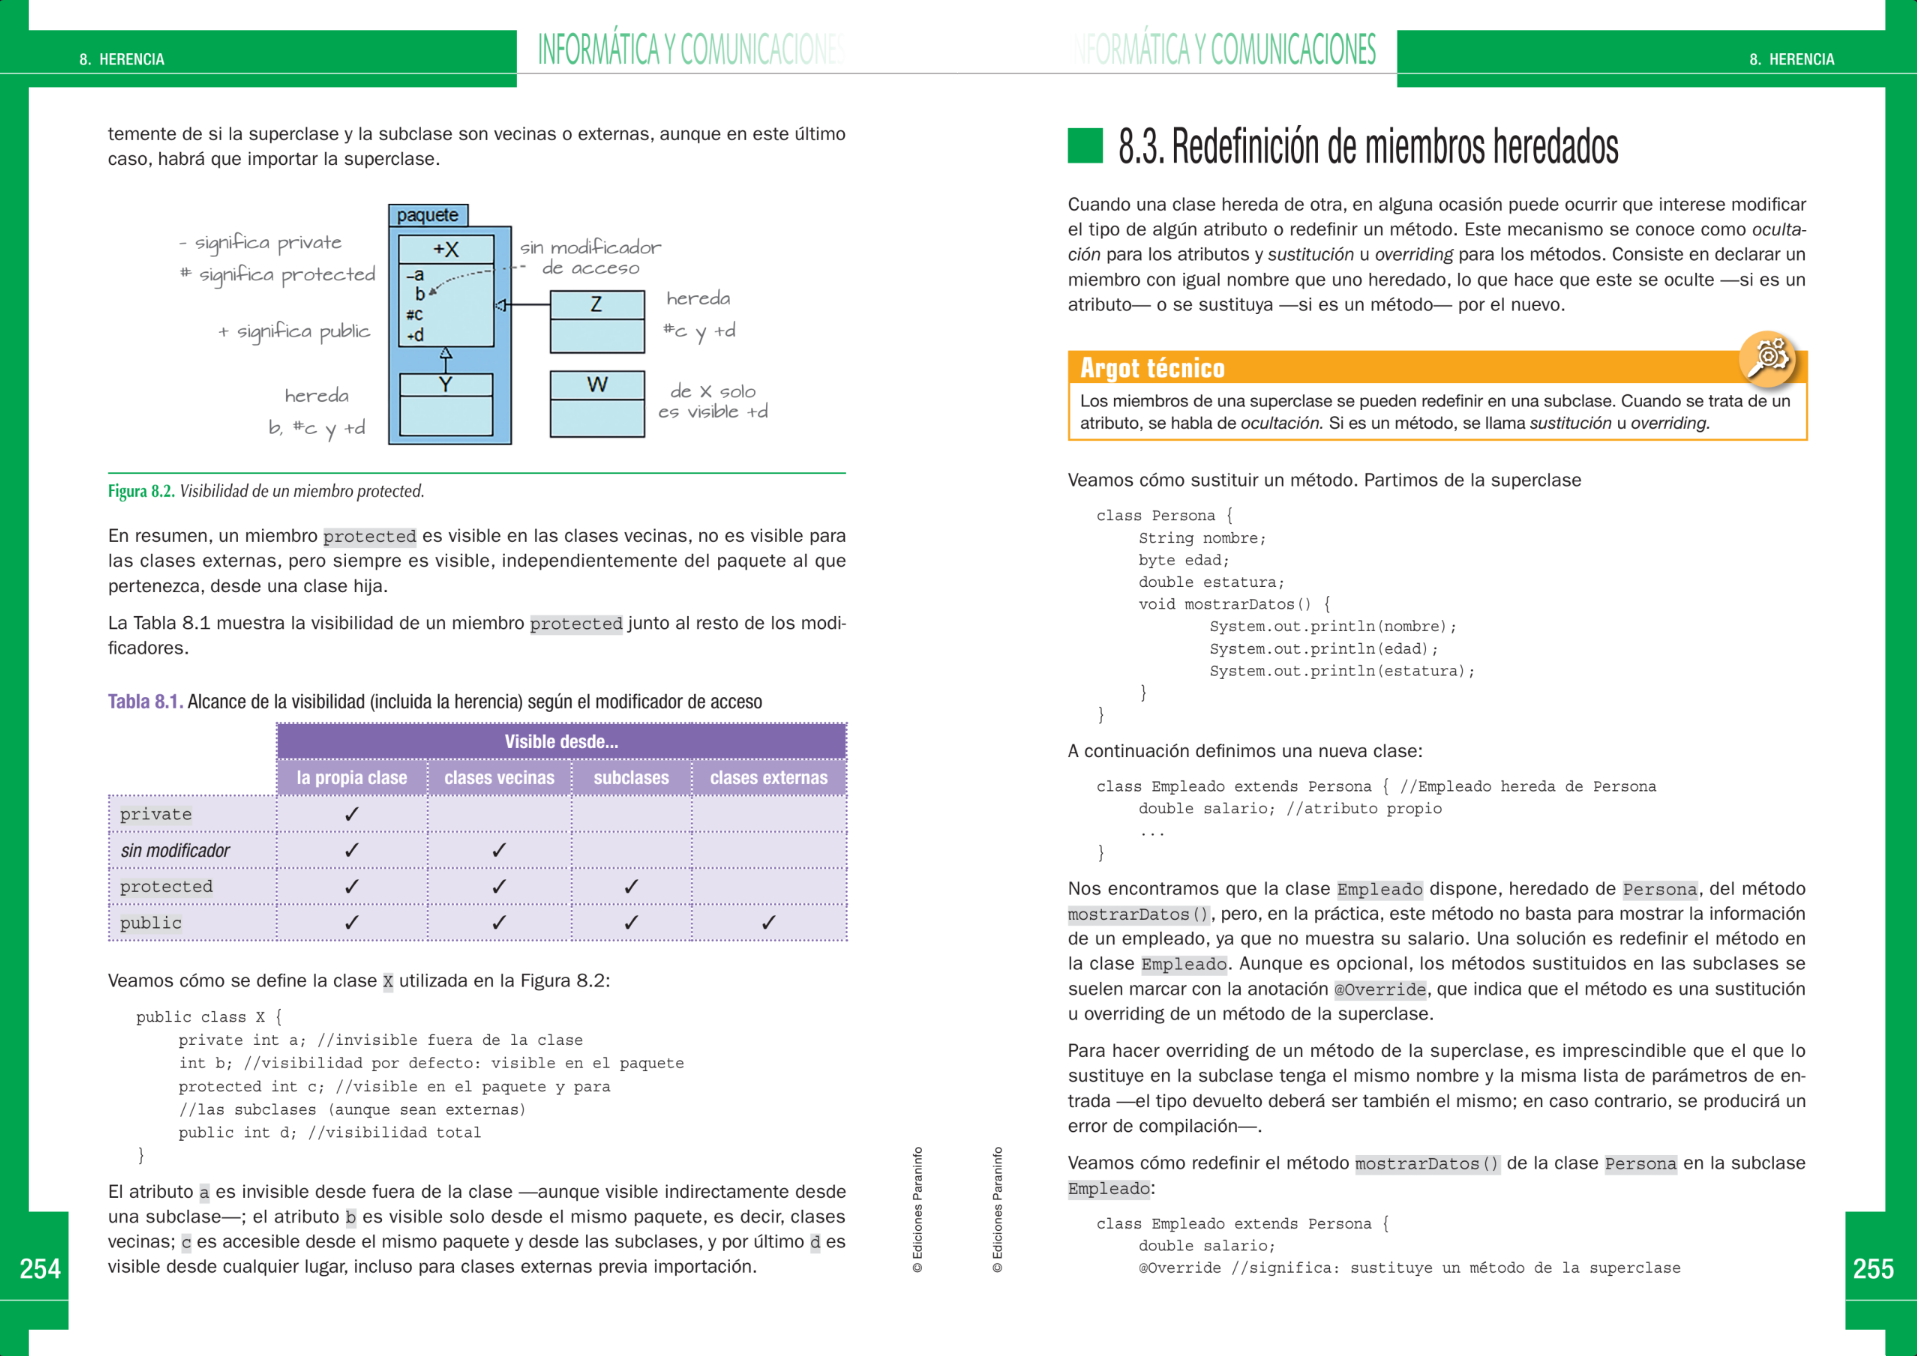 8. HERENCIA
INFORMÁTICA Y COMUNICACIONES
temente de si la superclase y la subclase son vecinas o externas, aunque en este último
caso, habrá que importar la superclase.
paquete
- significa private
# significa protected
+ significa public
+X
-a
b
#c
+d
sin modificador
de acceso
Z
hereda
#c y +d
Y
hereda
b, #c y +d
W
de X solo
es visible +d
Figura 8.2. Visibilidad de un miembro protected.
En resumen, un miembro protected es visible en las clases vecinas, no es visible para
las clases externas, pero siempre es visible, independientemente del paquete al que
pertenezca, desde una clase hija.
La Tabla 8.1 muestra la visibilidad de un miembro protected junto al resto de los modi-
ficadores.
Tabla 8.1. Alcance de la visibilidad (incluida la herencia) según el modificador de acceso
Visible desde...
la propia clase clases vecinas subclases clases externas
private ✓
sin modificador ✓ ✓
protected ✓ ✓ ✓
public ✓ ✓ ✓ ✓
Veamos cómo se define la clase X utilizada en la Figura 8.2:
public class X {
private int a; //invisible fuera de la clase
int b; //visibilidad por defecto: visible en el paquete
protected int c; //visible en el paquete y para
//las subclases (aunque sean externas)
public int d; //visibilidad total
}
El atributo a es invisible desde fuera de la clase —aunque visible indirectamente desde
una subclase—; el atributo b es visible solo desde el mismo paquete, es decir, clases
vecinas; c es accesible desde el mismo paquete y desde las subclases, y por último d es
visible desde cualquier lugar, incluso para clases externas previa importación.
254
© Ediciones Paraninfo
INFORMÁTICA Y COMUNICACIONES
8. HERENCIA
8.3. Redefinición de miembros heredados
Cuando una clase hereda de otra, en alguna ocasión puede ocurrir que interese modificar
el tipo de algún atributo o redefinir un método. Este mecanismo se conoce como oculta-
ción para los atributos y sustitución u overriding para los métodos. Consiste en declarar un
miembro con igual nombre que uno heredado, lo que hace que este se oculte —si es un
atributo— o se sustituya —si es un método— por el nuevo.
Argot técnico
Los miembros de una superclase se pueden redefinir en una subclase. Cuando se trata de un
atributo, se habla de ocultación. Si es un método, se llama sustitución u overriding.
Veamos cómo sustituir un método. Partimos de la superclase
class Persona {
String nombre;
byte edad;
double estatura;
void mostrarDatos() {
System.out.println(nombre);
System.out.println(edad);
System.out.println(estatura);
}
}
A continuación definimos una nueva clase:
class Empleado extends Persona { //Empleado hereda de Persona
double salario; //atributo propio
...
}
Nos encontramos que la clase Empleado dispone, heredado de Persona, del método
mostrarDatos(), pero, en la práctica, este método no basta para mostrar la información
de un empleado, ya que no muestra su salario. Una solución es redefinir el método en
la clase Empleado. Aunque es opcional, los métodos sustituidos en las subclases se
suelen marcar con la anotación @Override, que indica que el método es una sustitución
u overriding de un método de la superclase.
Para hacer overriding de un método de la superclase, es imprescindible que el que lo
sustituye en la subclase tenga el mismo nombre y la misma lista de parámetros de en-
trada —el tipo devuelto deberá ser también el mismo; en caso contrario, se producirá un
error de compilación—.
Veamos cómo redefinir el método mostrarDatos() de la clase Persona en la subclase
Empleado:
class Empleado extends Persona {
double salario;
@Override //significa: sustituye un método de la superclase
© Ediciones Paraninfo
255